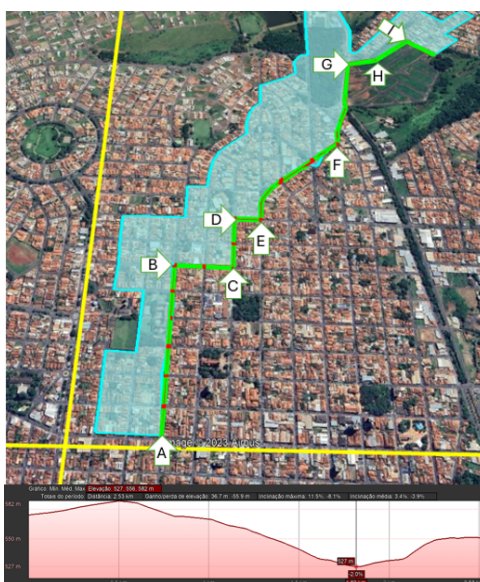 G
H
F
D
E
B
C
A
Image © 2023 Airbus
Gráfico: Mín, Méd, Máx Elevação: 527, 556, 582 m
Totais do período: Distância: 2.53 km Ganho/perda de elevação: 36.7 m, -55.9 m Inclinação máxima: 11.5%, -8.1% Inclinação média: 3.4%, -3.9%
582 m
550 m
527 m
527 m
-2.0%